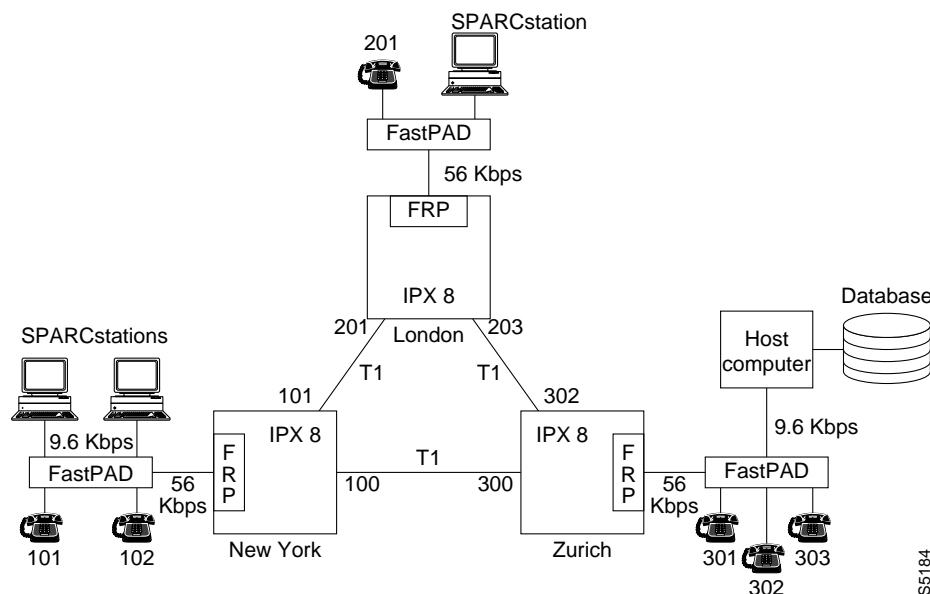 SPARCstation
201
FastPAD
56 Kbps
FRP
IPX 8
London
201
203
T1
T1
101
302
SPARCstations
9.6 Kbps
FastPAD
101
102
56
Kbps
F
R
P
IPX 8
100
New York
T1
300
IPX 8
F
R
P
Zurich
56
Kbps
Host
computer
Database
9.6 Kbps
FastPAD
301
302
303
S5184